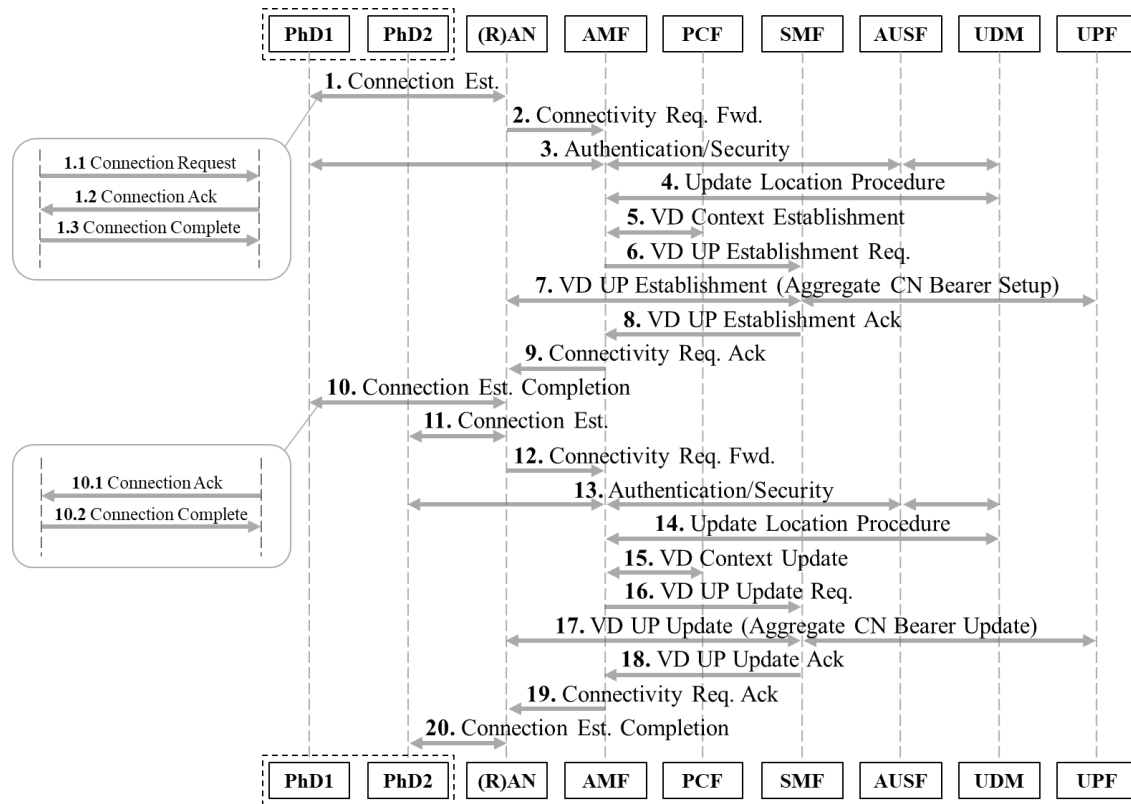 PhD1 PhD2 (R)AN AMF PCF SMF AUSF UDM UPF
1. Connection Est.
2. Connectivity Req. Fwd.
3. Authentication/Security
1.1 Connection Request
1.2 Connection Ack
1.3 Connection Complete
4. Update Location Procedure
5. VD Context Establishment
6. VD UP Establishment Req.
7. VD UP Establishment (Aggregate CN Bearer Setup)
8. VD UP Establishment Ack
9. Connectivity Req. Ack
10. Connection Est. Completion
11. Connection Est.
12. Connectivity Req. Fwd.
10.1 Connection Ack
10.2 Connection Complete
13. Authentication/Security
14. Update Location Procedure
15. VD Context Update
16. VD UP Update Req.
17. VD UP Update (Aggregate CN Bearer Update)
18. VD UP Update Ack
19. Connectivity Req. Ack
20. Connection Est. Completion
PhD1 PhD2 (R)AN AMF PCF SMF AUSF UDM UPF